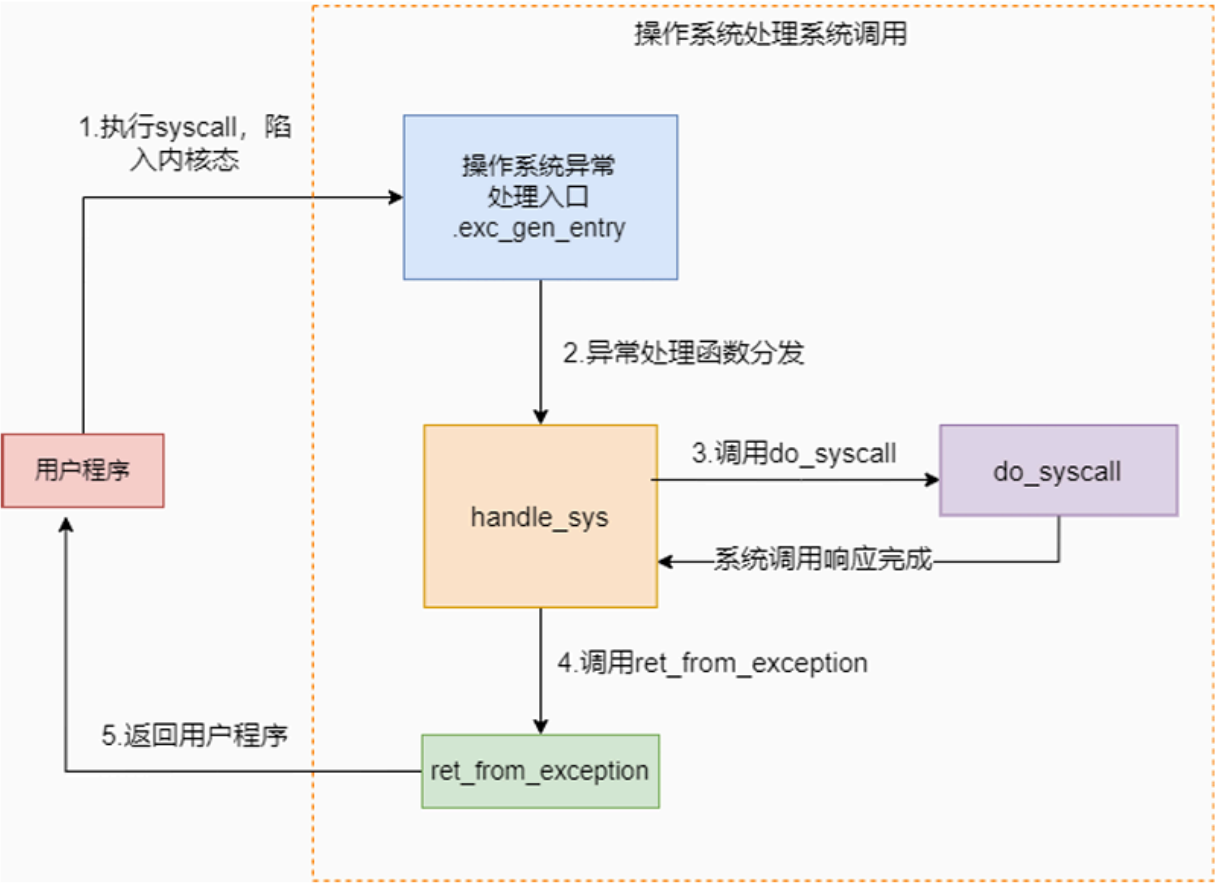 操作系统处理系统调用
1.执行syscall，陷
入内核态
操作系统异常
处理入口
.exc_gen_entry
2.异常处理函数分发
用户程序
handle_sys
3.调用do_syscall
do_syscall
系统调用响应完成
4.调用ret_from_exception
5.返回用户程序
ret_from_exception